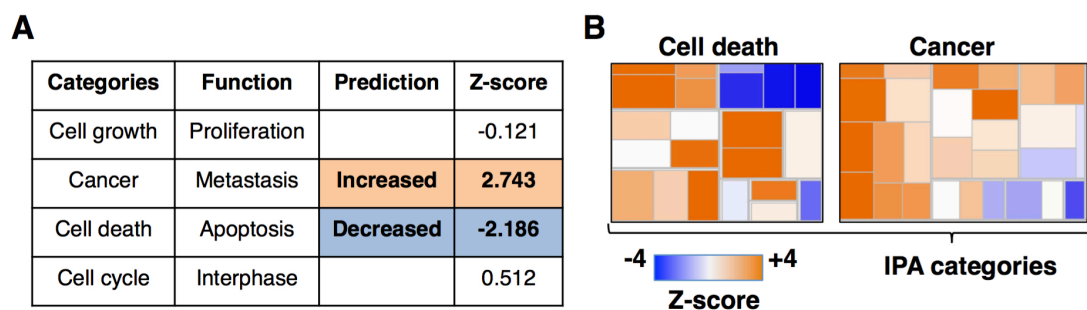 A
Categories Function Prediction Z-score
Cell growth Proliferation -0.121
Cancer Metastasis Increased 2.743
Cell death Apoptosis Decreased -2.186
Cell cycle Interphase 0.512
B
Cell death Cancer
-4 +4
Z-score
IPA categories